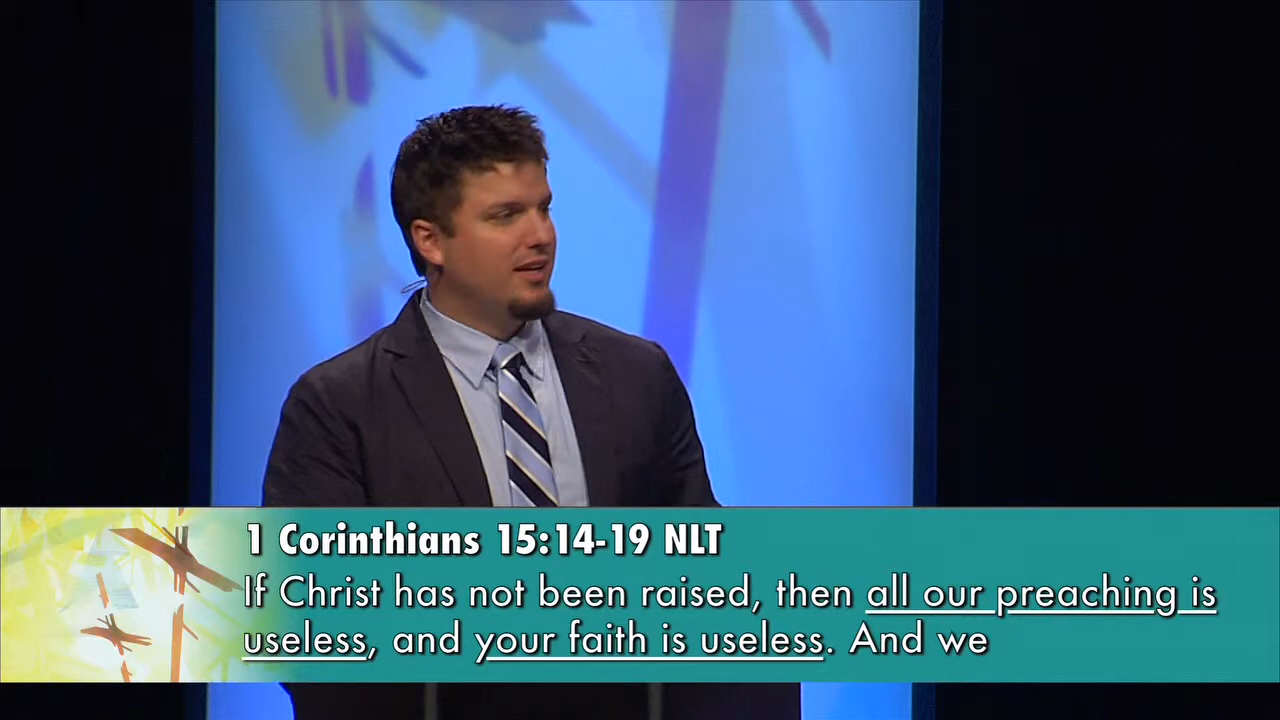 1 Corinthians 15:14-19 NLT
If Christ has not been raised, then all our preaching is
useless, and your faith is useless. And we